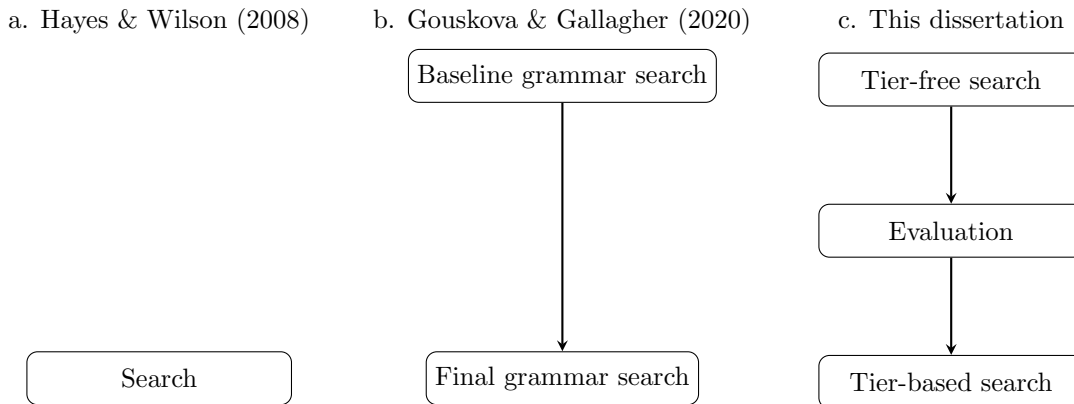 a. Hayes & Wilson (2008)
b. Gouskova & Gallagher (2020)
c. This dissertation
Baseline grammar search
Tier-free search
Evaluation
Search
Final grammar search
Tier-based search